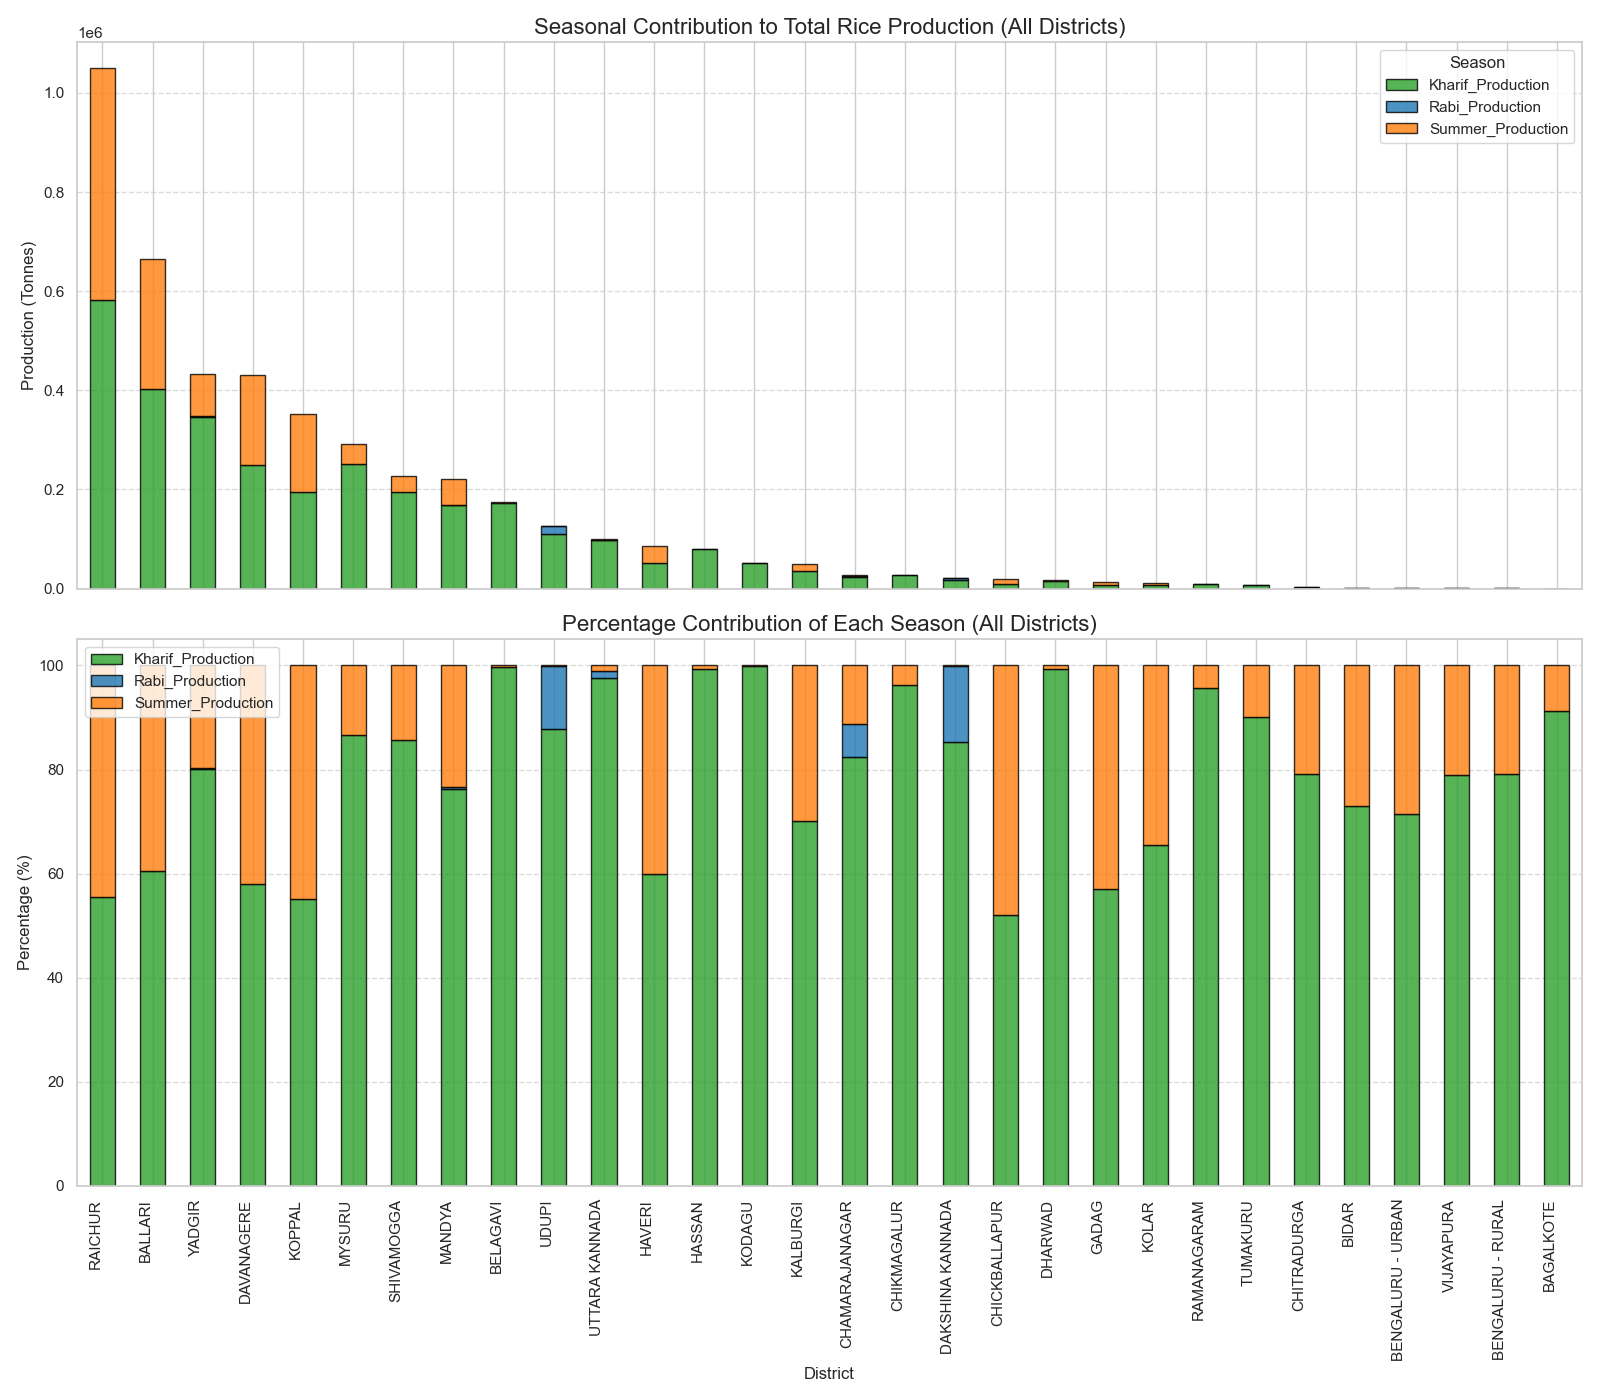 Seasonal Contribution to Total Rice Production (All Districts)
1e6
Season
Kharif_Production
Rabi_Production
Summer_Production
1.0
0.8
0.6
0.4
0.2
0.0
Production (Tonnes)
Percentage Contribution of Each Season (All Districts)
Kharif_Production
Rabi_Production
Summer_Production
100
80
60
40
20
0
Percentage (%)
RAICHUR
BALLARI
YADGIR
DAVANAGERE
KOPPAL
MYSURU
SHIVAMOGGA
MANDYA
BELAGAVI
UDUPI
UTTARA KANNADA
HAVERI
HASSAN
KODAGU
KALBURGI
CHAMARAJANAGAR
CHIKMAGALUR
DAKSHINA KANNADA
CHICKBALLAPUR
DHARWAD
GADAG
KOLAR
RAMANAGARAM
TUMAKURU
CHITRADURGA
BIDAR
BENGALURU - URBAN
VIJAYAPURA
BENGALURU - RURAL
BAGALKOTE
District